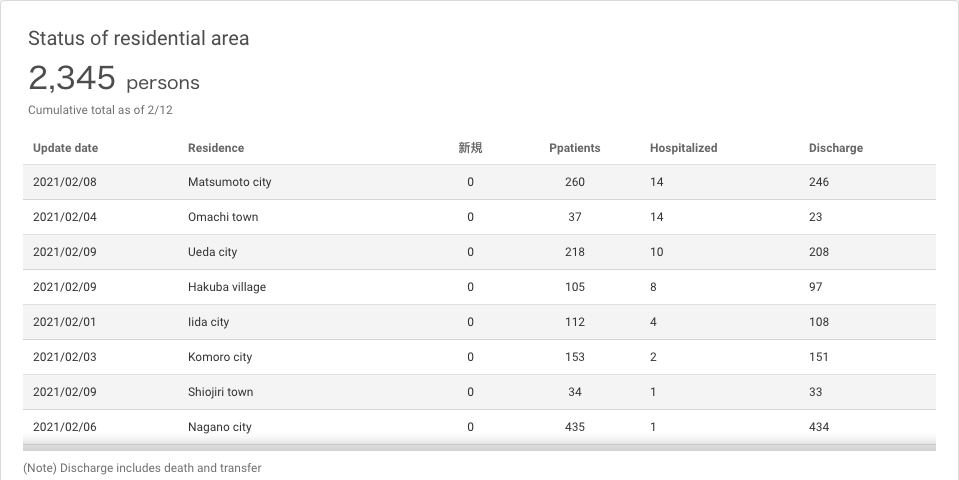 Status of residential area
2,345 persons
Cumulative total as of 2/12
Update date Residence 新規 Ppatients Hospitalized Discharge
2021/02/08 Matsumoto city 0 260 14 246
2021/02/04 Omachi town 0 37 14 23
2021/02/09 Ueda city 0 218 10 208
2021/02/09 Hakuba village 0 105 8 97
2021/02/01 Iida city 0 112 4 108
2021/02/03 Komoro city 0 153 2 151
2021/02/09 Shiojiri town 0 34 1 33
2021/02/06 Nagano city 0 435 1 434
(Note) Discharge includes death and transfer